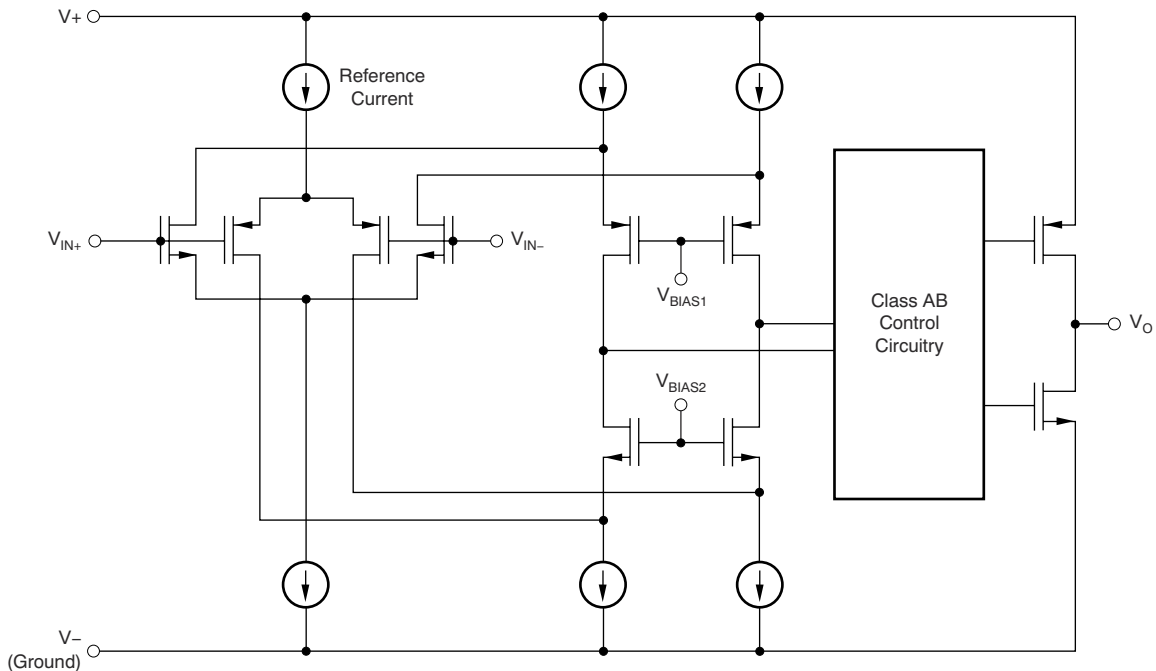 V+
Reference
Current
V_IN+
V_IN−
V_BIAS1
Class AB
Control
Circuitry
V_O
V_BIAS2
V−
(Ground)